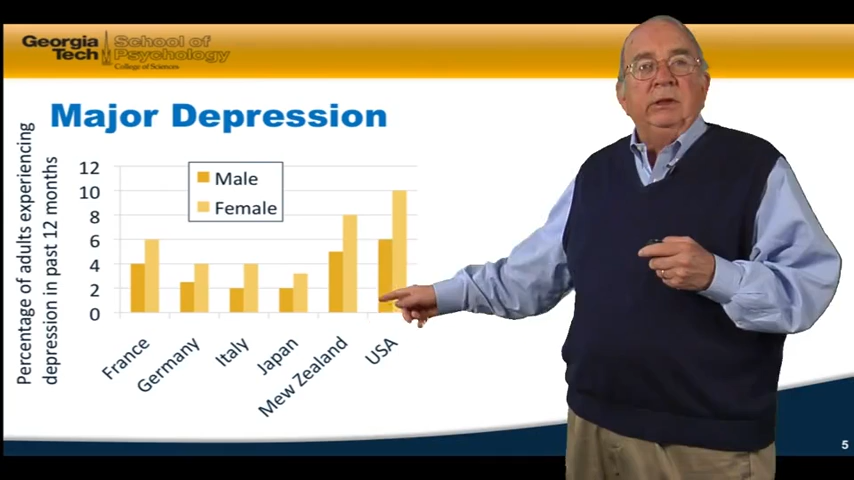 Georgia
Tech
School of
Psychology
College of Sciences
Major Depression
Percentage of adults experiencing
depression in past 12 months
12
10
8
6
4
2
0
Male
Female
France
Germany
Italy
Japan
Mew Zealand
USA
5